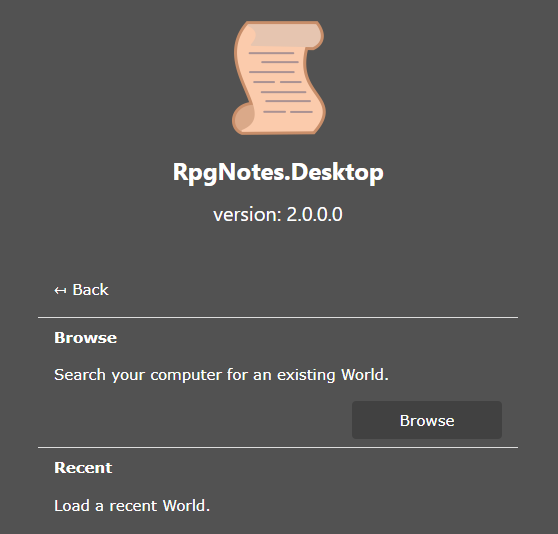 RpgNotes.Desktop
version: 2.0.0.0
↤ Back
Browse
Search your computer for an existing World.
Browse
Recent
Load a recent World.